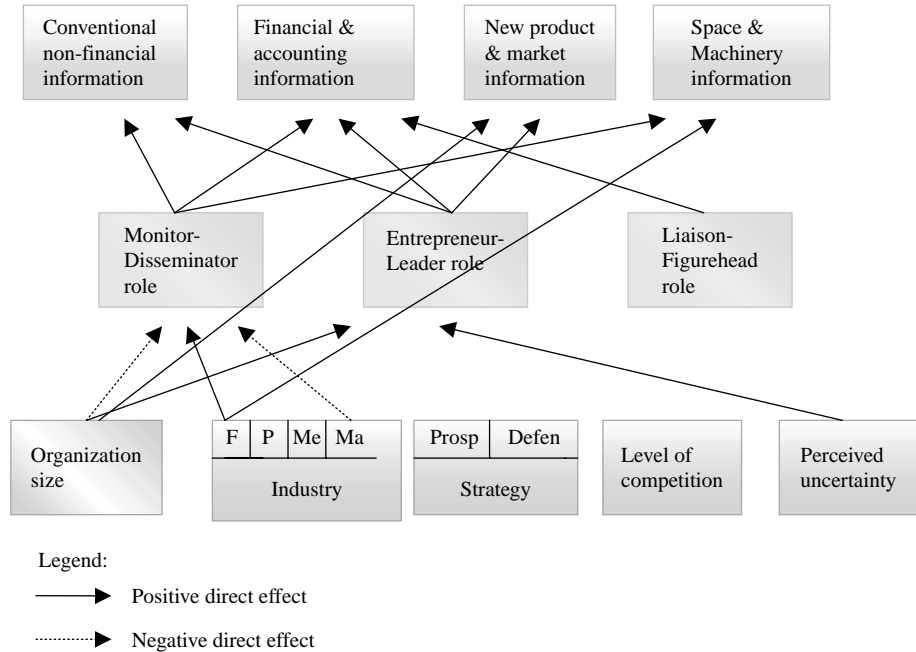 Conventional
non-financial
information
Financial &
accounting
information
New product
& market
information
Space &
Machinery
information
Monitor-
Disseminator
role
Entrepreneur-
Leader role
Liaison-
Figurehead
role
Organization
size
F P Me Ma
Industry
Prosp Defen
Strategy
Level of
competition
Perceived
uncertainty
Legend:
Positive direct effect
Negative direct effect